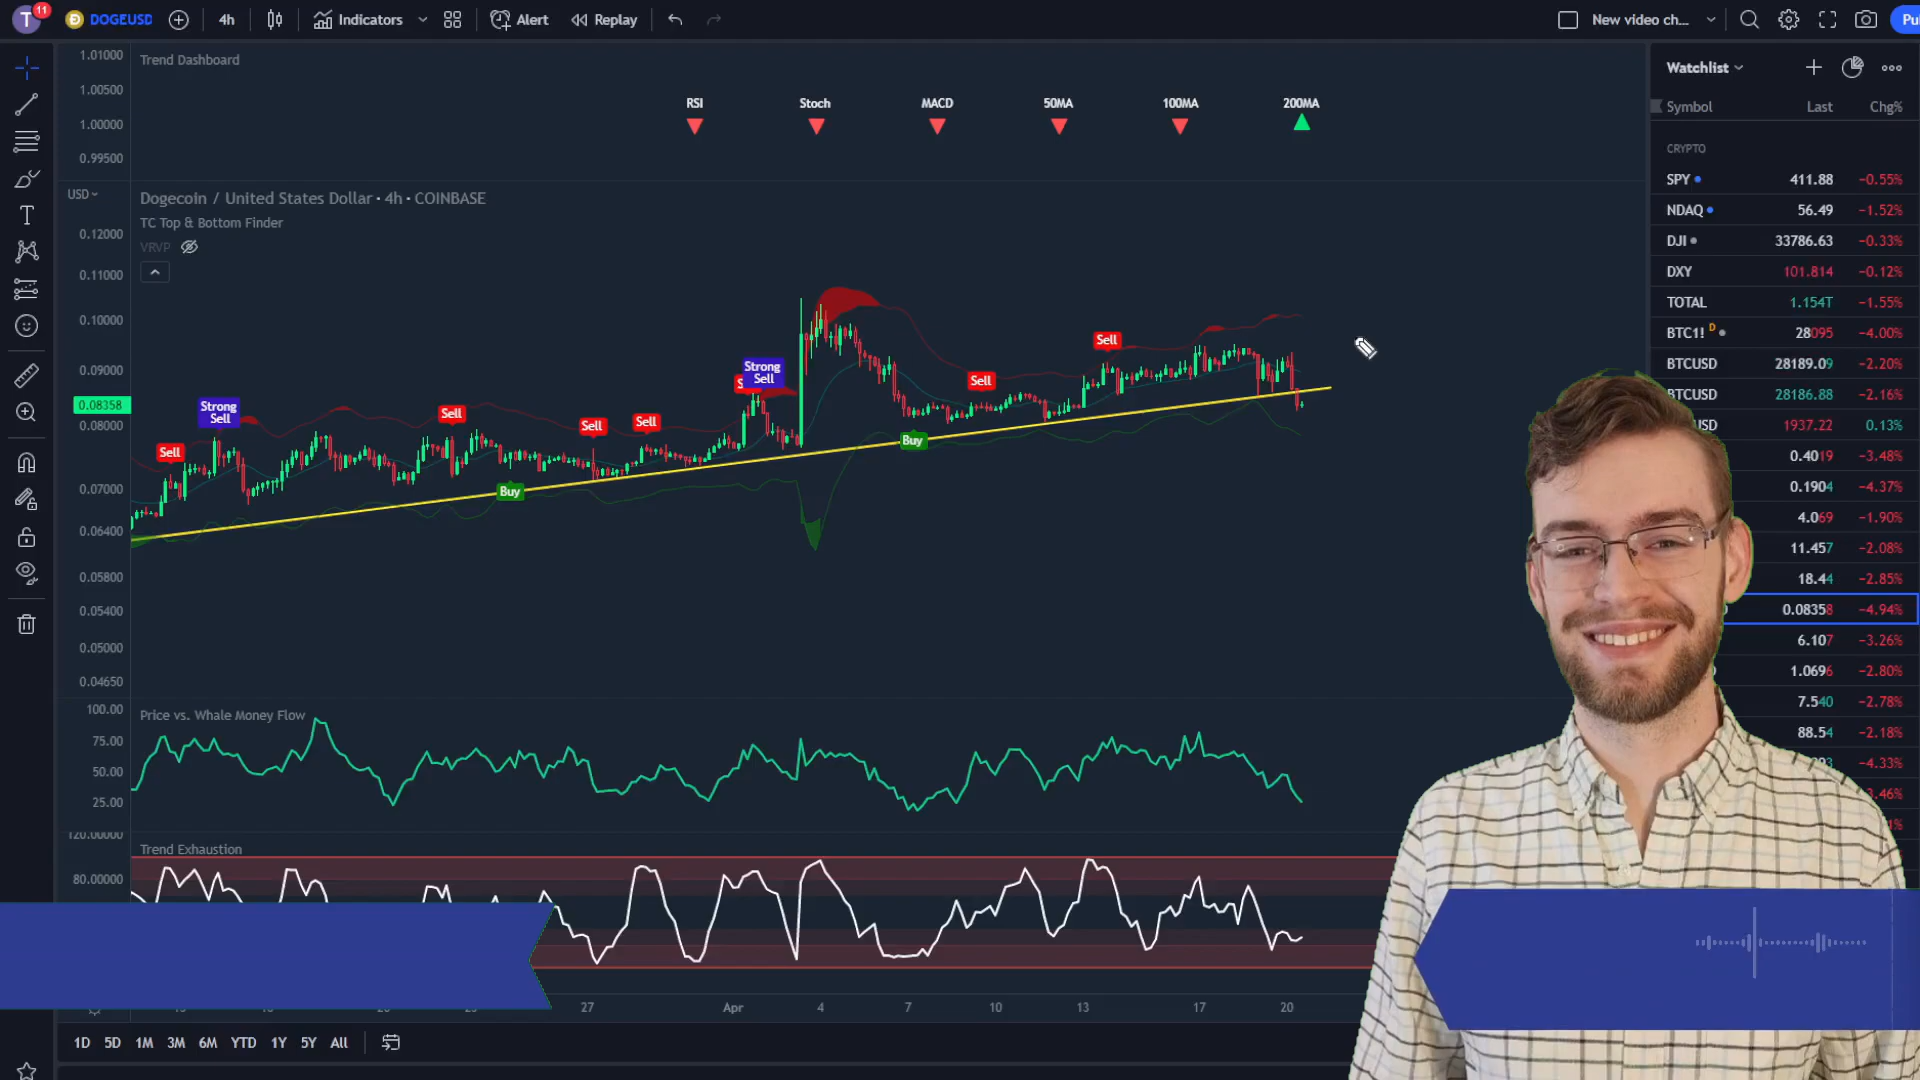 T 11 DOGEUSD 4h Indicators Alert Replay New video ch... Pu
1.01000 Trend Dashboard
1.00500
RSI Stoch MACD 50MA 100MA 200MA
1.00000
0.99500
USD Dogecoin / United States Dollar • 4h • COINBASE
TC Top & Bottom Finder
VRVP
0.12000
0.11000
0.10000
0.09000
0.08358
0.08000
0.07000
0.06400
0.05800
0.05400
0.05000
0.04650
Sell
Strong
Sell
Sell
Buy
Sell
Sell
Strong
Sell
Buy
Sell
Sell
100.00 Price vs. Whale Money Flow
75.00
50.00
25.00
120.00000
Trend Exhaustion
80.00000
27 Apr 4 7 10 13 17 20
1D 5D 1M 3M 6M YTD 1Y 5Y All
Watchlist
Symbol Last Chg%
CRYPTO
SPY 411.88 −0.55%
NDAQ 56.49 −1.52%
DJI 33786.63 −0.33%
DXY 101.814 −0.12%
TOTAL 1.154T −1.55%
BTC1! D 28095 −4.00%
BTCUSD 28189.09 −2.20%
BTCUSD 28186.88 −2.16%
USD 1937.22 0.13%
0.4019 −3.48%
0.1904 −4.37%
4.069 −1.90%
11.457 −2.08%
18.44 −2.85%
0.08358 −4.94%
6.107 −3.26%
1.0696 −2.80%
7.540 −2.78%
88.54 −2.18%
−4.33%
3.46%